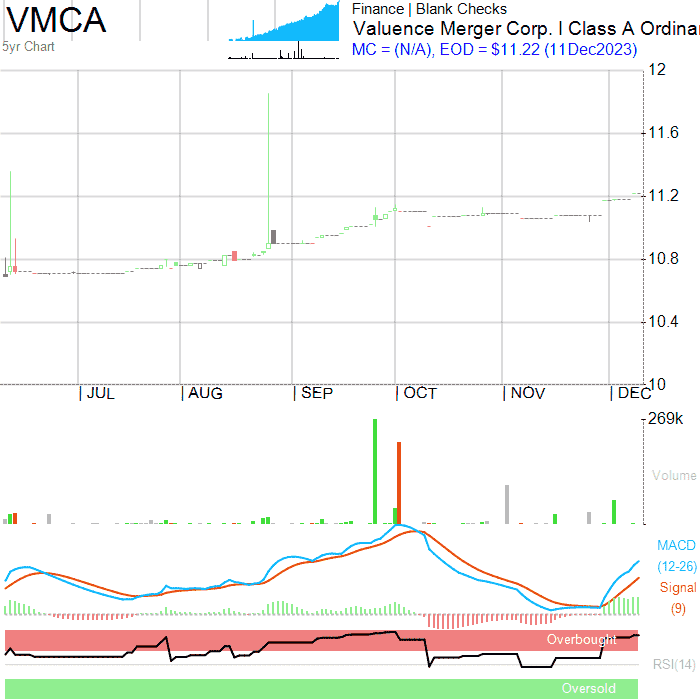 VMCA
5yr Chart
Finance | Blank Checks
Valuence Merger Corp. I Class A Ordinar
MC = (N/A), EOD = $11.22 (11Dec2023)
12
11.6
11.2
10.8
10.4
10
JUL AUG SEP OCT NOV DEC
269k
Volume
MACD
(12-26)
Signal
(9)
Overbought
RSI(14)
Oversold